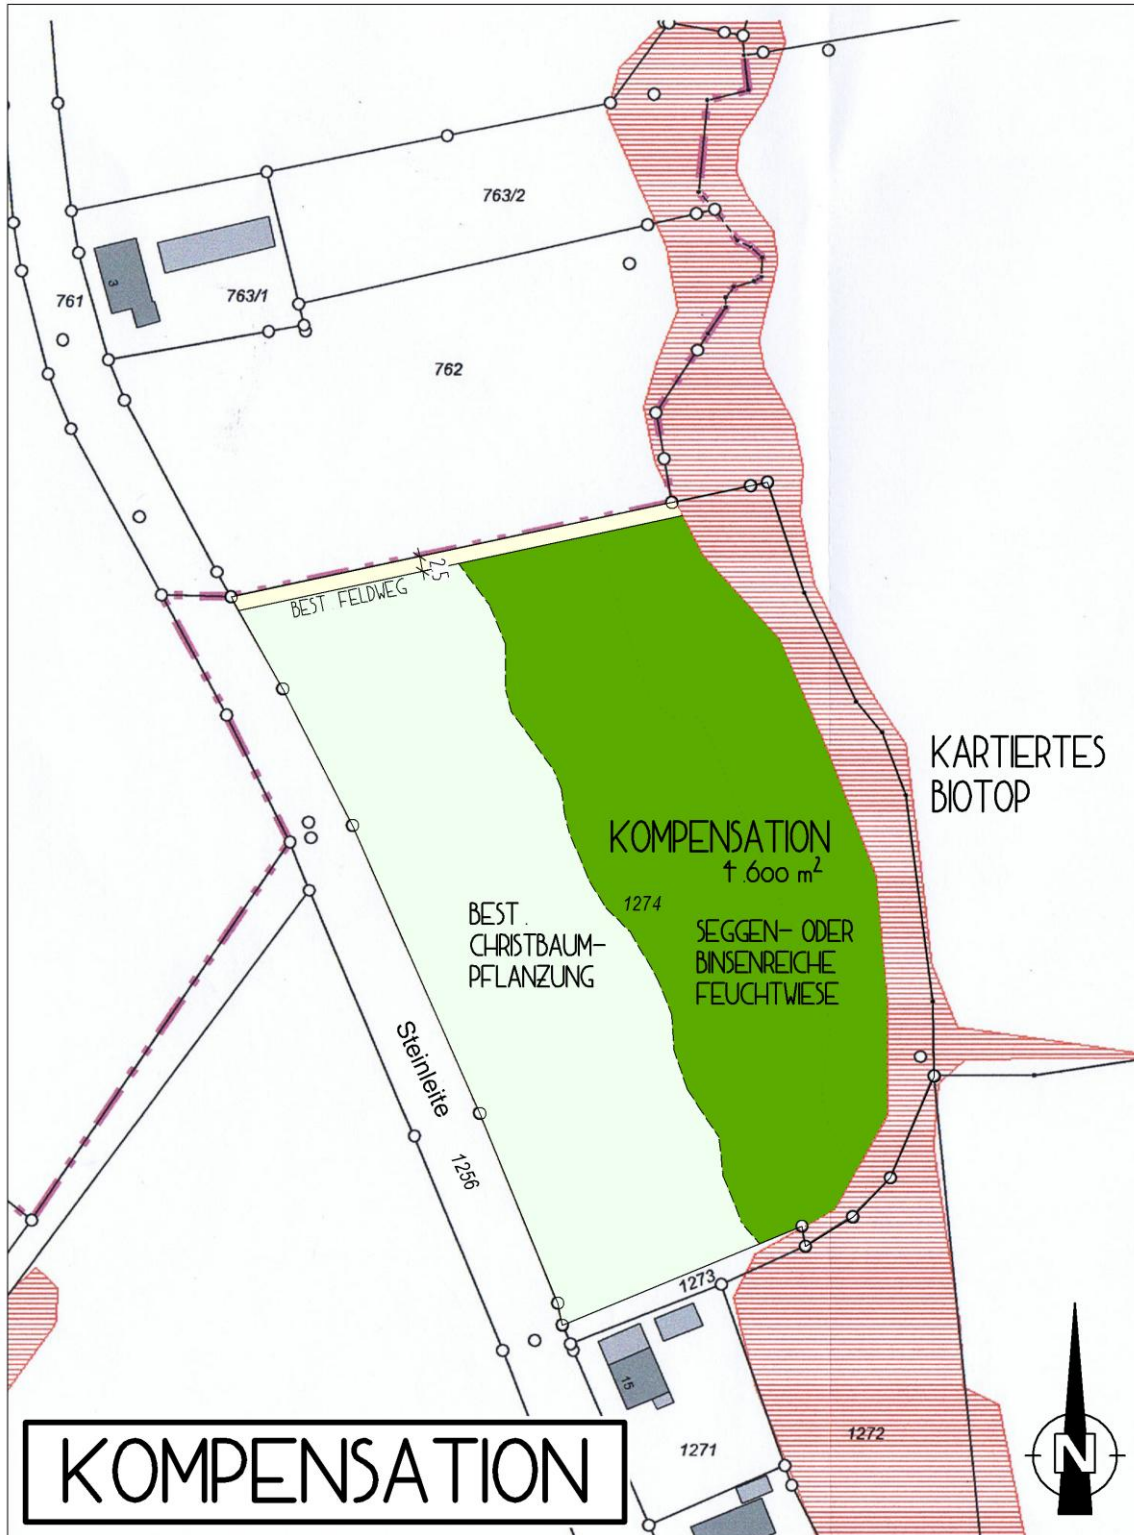 763/2
761
3
763/1
762
2.5
BEST FELDWEG
KARTIERTES
BIOTOP
KOMPENSATION
4.600 m²
1274
BEST.
CHRISTBAUM-
PFLANZUNG
SEGGEN- ODER
BINSENREICHE
FEUCHTWIESE
Steinleite
1256
1273
15
1271
1272
KOMPENSATION
N